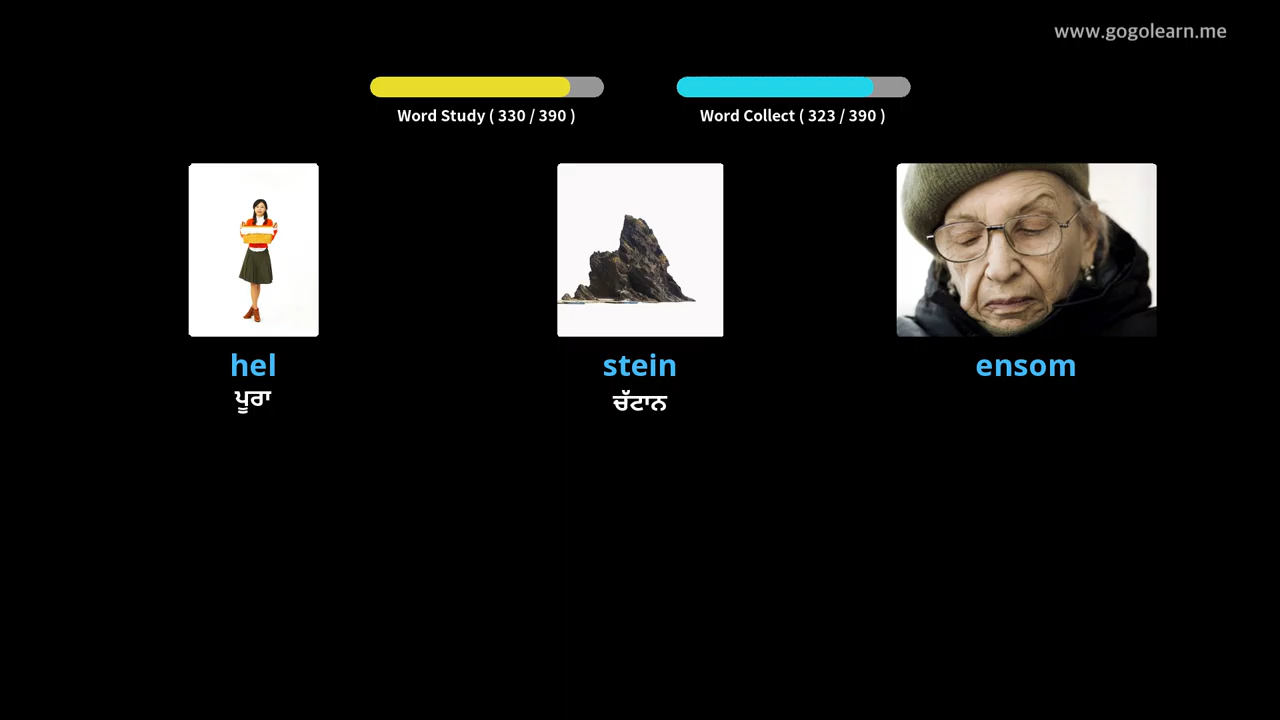 www.gogolearn.me
Word Study ( 330 / 390 )
Word Collect ( 323 / 390 )
hel
stein
ensom
ਪੂਰਾ
ਚੱਟਾਨ